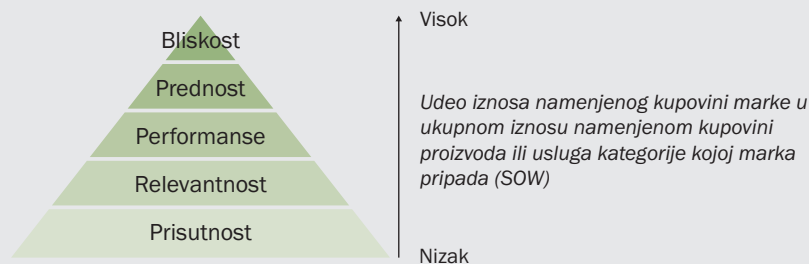 Bliskost
Prednost
Performanse
Relevantnost
Prisutnost
Visok
Udeo iznosa namenjenog kupovini marke u
ukupnom iznosu namenjenom kupovini
proizvoda ili usluga kategorije kojoj marka
pripada (SOW)
Nizak